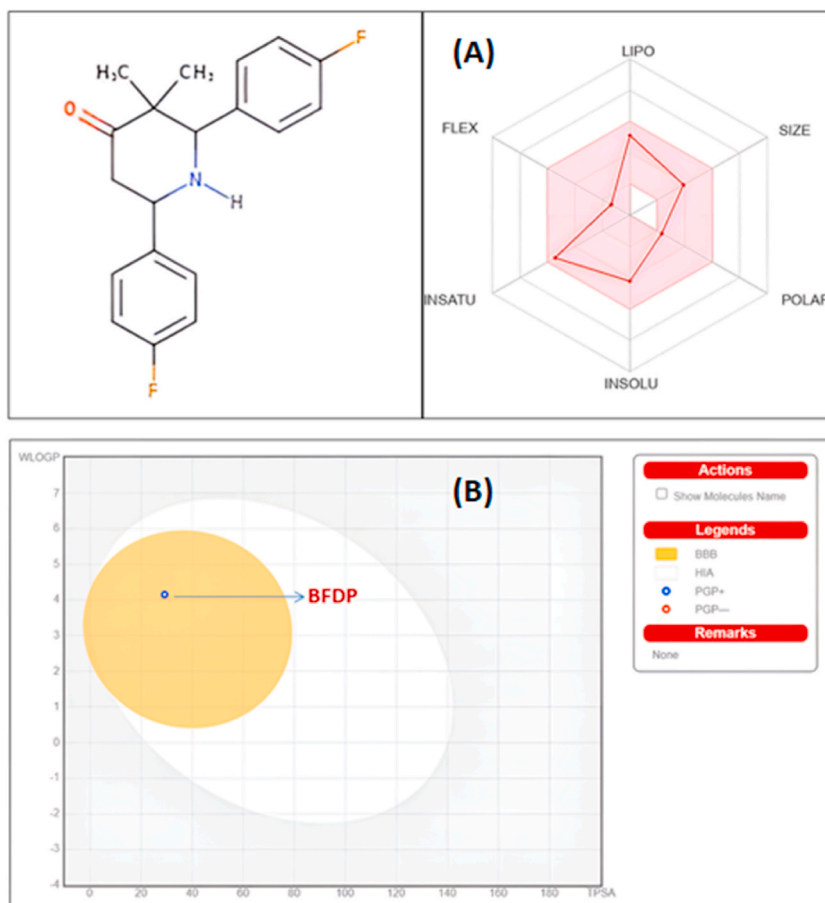 F
H₃C CH₃
O
N
H
F
(A)
LIPO
FLEX
SIZE
INSATU
POLAR
INSOLU
WLOGP
(B)
7
6
5
4
3
2
1
0
-1
-2
-3
-4
BFDP
0 20 40 60 80 100 120 140 160 180 TPSA
Actions
Show Molecules Name
Legends
BBB
HIA
PGP+
PGP—
Remarks
None